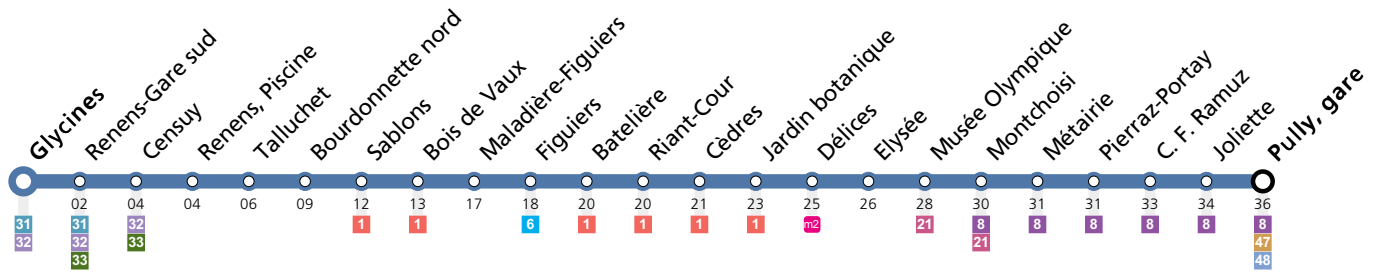 Glycines
Renens-Gare sud
Censuy
Renens, Piscine
Talluchet
Bourdonnette nord
Sablons
Bois de Vaux
Maladière-Figuiers
Figuiers
Batelière
Riant-Cour
Cèdres
Jardin botanique
Délices
Elysée
Musée Olympique
Montchoisi
Métairie
Pierraz-Portay
C. F. Ramuz
Joliette
Pully, gare
02 04 04 06 09 12 13 17 18 20 20 21 23 25 26 28 30 31 31 33 34 36
31 31 32 1 1 6 1 1 1 1 m2 21 8 8 8 8 8 8
32 32 33 21 47
33 48